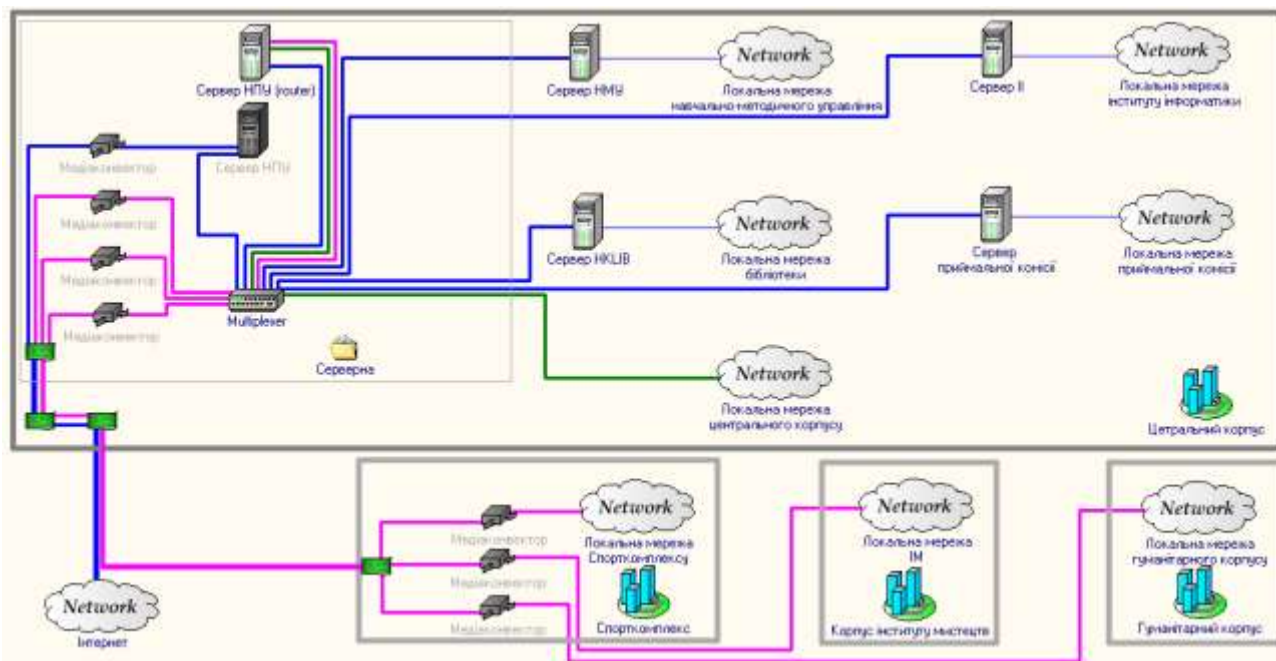 Network
Network
Сервер НПУ (router)
Сервер НМУ
Локальна мережа
навчально-методичного управління
Сервер ІІ
Локальна мережа
інституту інформатики
Медіаконвектор
Сервер НПУ
Медіаконвектор
Network
Network
Медіаконвектор
Сервер HKLIB
Локальна мережа
бібліотеки
Сервер
приймальної комісії
Локальна мережа
приймальної комісії
Медіаконвектор
Multiplexer
Серверна
Network
Локальна мережа
центрального корпусу
Цетральний корпус
Network
Network
Network
Медіаконвектор
Локальна мережа
Спорткомплексу
Локальна мережа
ІМ
Локальна мережа
гуманітарного корпусу
Медіаконвектор
Network
Інтернет
Медіаконвектор
Спорткомплекс
Корпус інституту мистецтв
Гуманітарний корпус